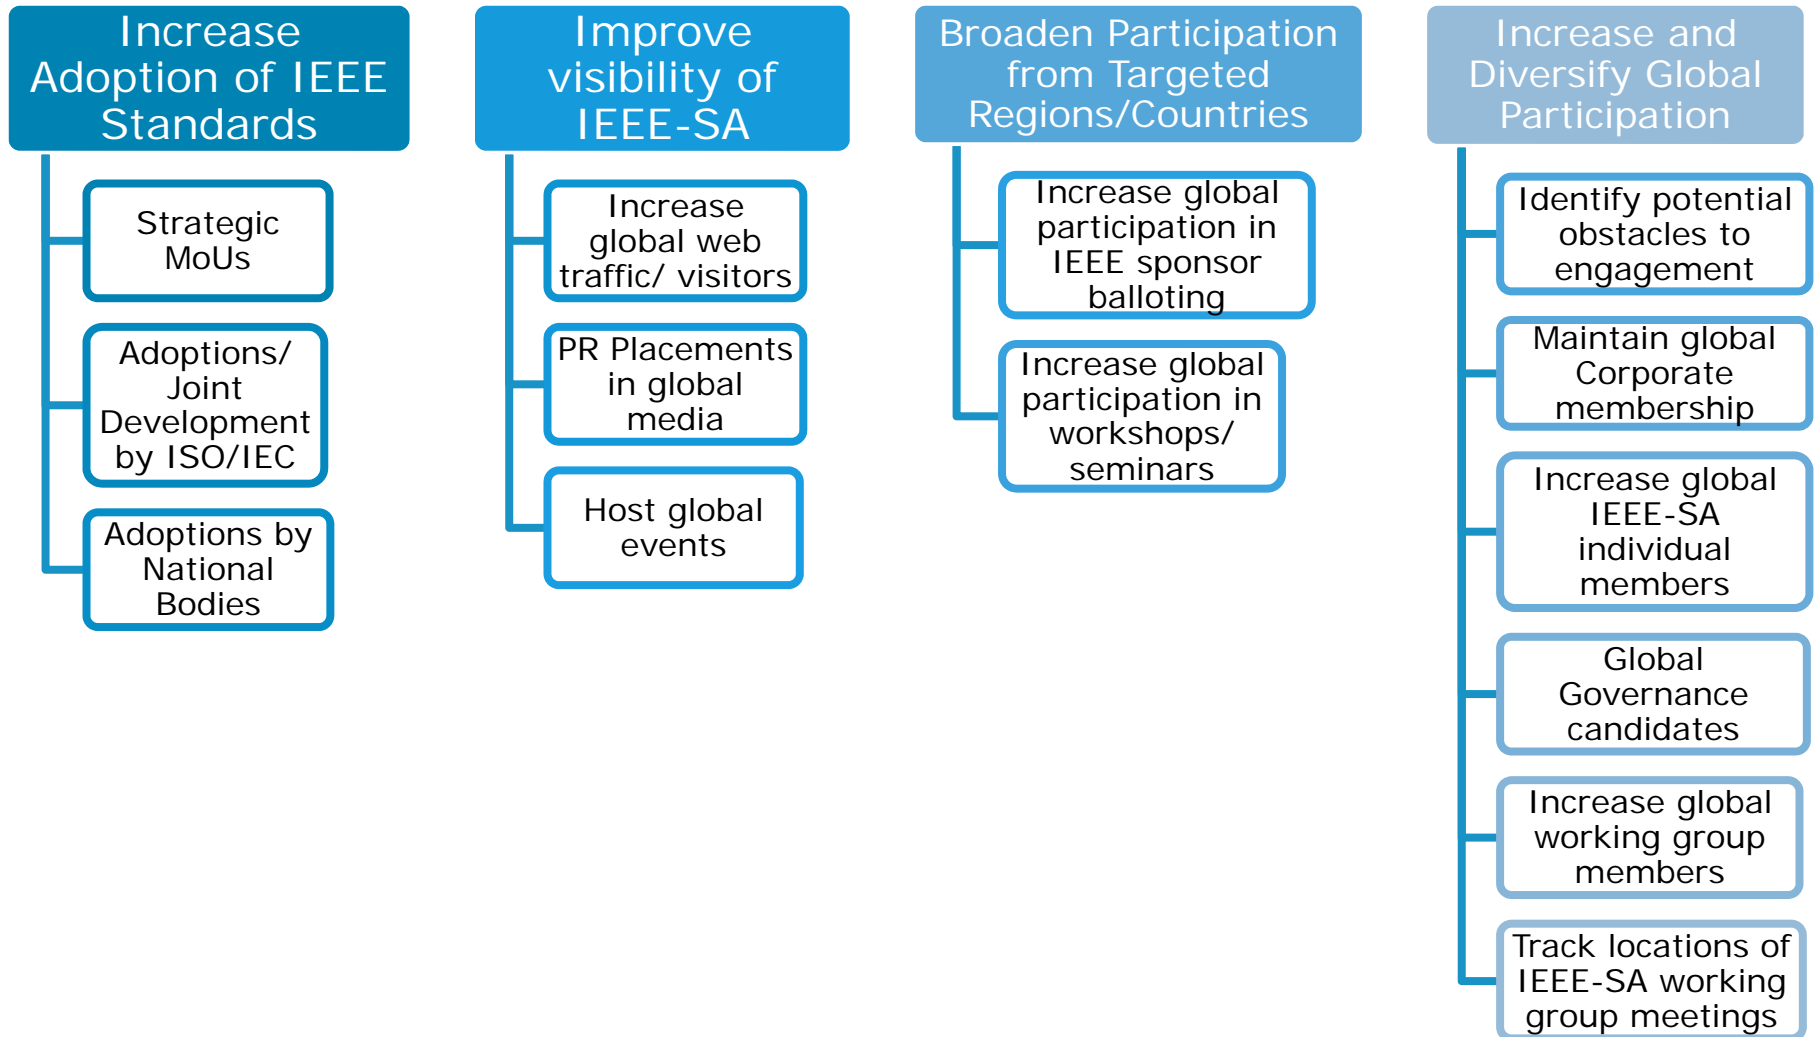 Increase
Adoption of IEEE
Standards
Strategic
MoUs
Adoptions/
Joint
Development
by ISO/IEC
Adoptions by
National
Bodies
Improve
visibility of
IEEE-SA
Increase
global web
traffic/ visitors
PR Placements
in global
media
Host global
events
Broaden Participation
from Targeted
Regions/Countries
Increase global
participation in
IEEE sponsor
balloting
Increase global
participation in
workshops/
seminars
Increase and
Diversify Global
Participation
Identify potential
obstacles to
engagement
Maintain global
Corporate
membership
Increase global
IEEE-SA
individual
members
Global
Governance
candidates
Increase global
working group
members
Track locations of
IEEE-SA working
group meetings